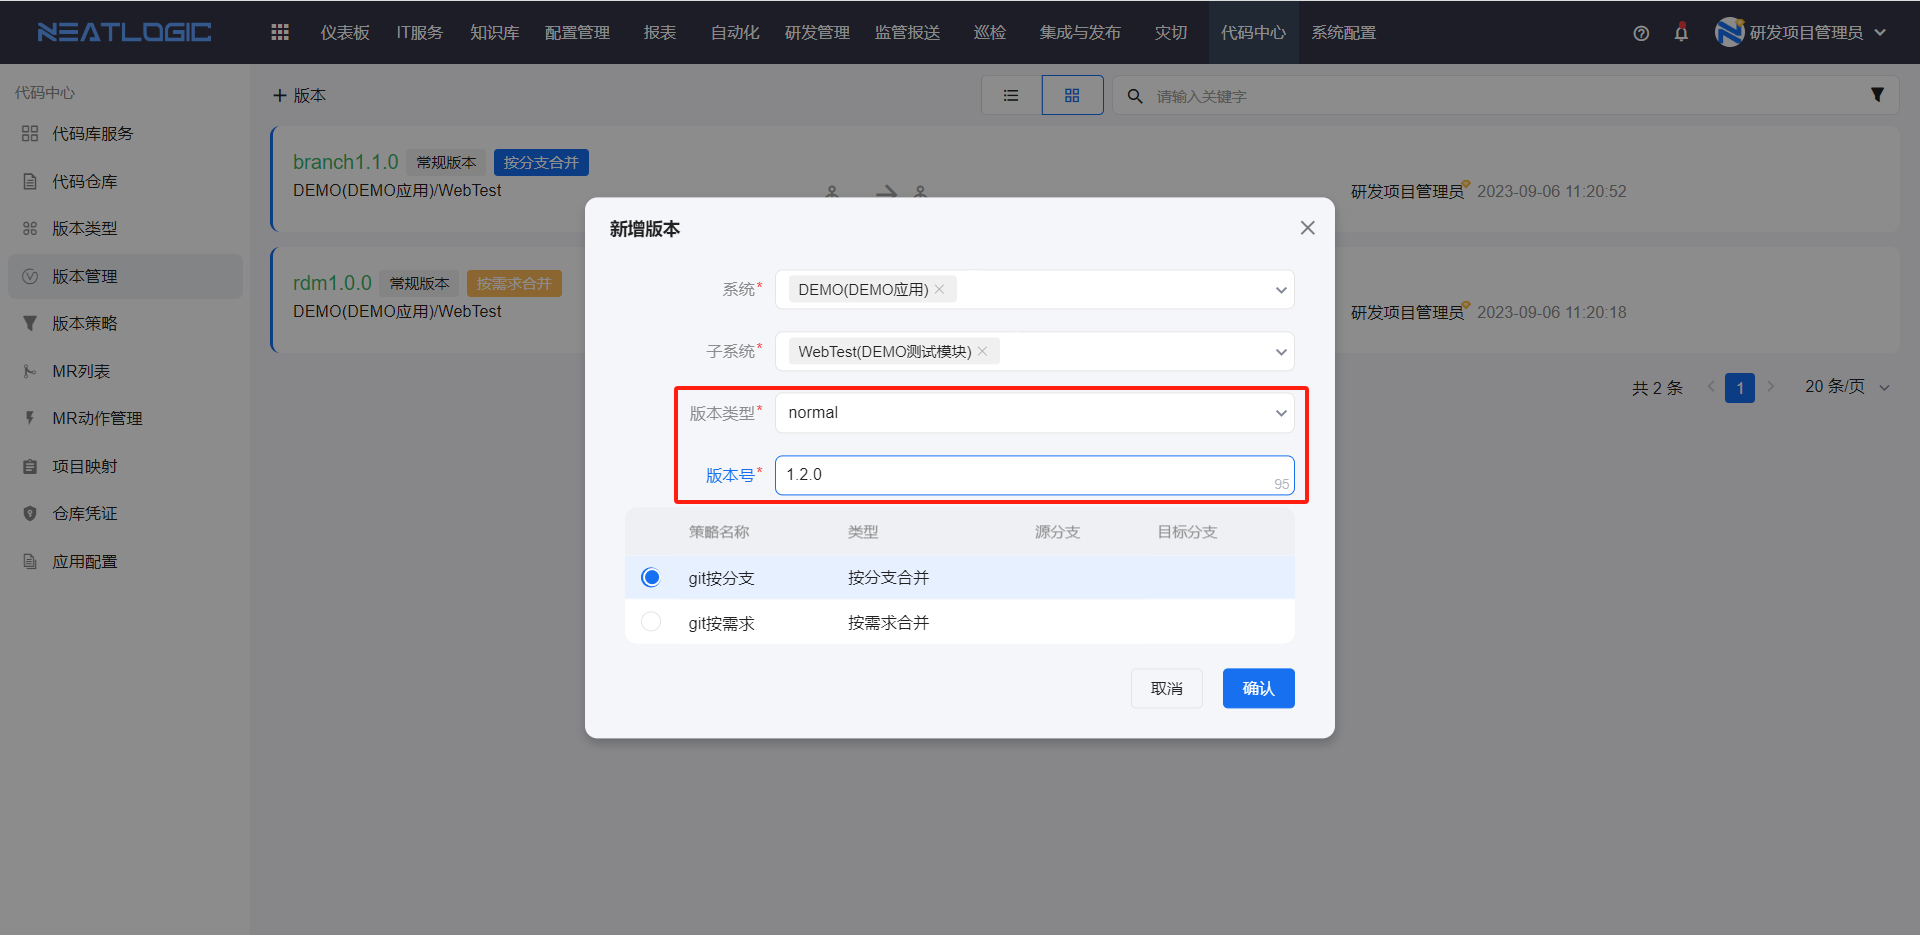 NEATLOGIC
仪表板 IT服务 知识库 配置管理 报表 自动化 研发管理 监管报送 巡检 集成与发布 灾切 代码中心 系统配置
研发项目管理员
代码中心
代码库服务
代码仓库
版本类型
版本管理
版本策略
MR列表
MR动作管理
项目映射
仓库凭证
应用配置
版本
请输入关键字
branch1.1.0 常规版本 按分支合并
DEMO(DEMO应用)/WebTest
研发项目管理员 2023-09-06 11:20:52
rdm1.0.0 常规版本 按需求合并
DEMO(DEMO应用)/WebTest
研发项目管理员 2023-09-06 11:20:18
共 2 条 1 20 条/页
新增版本
系统* DEMO(DEMO应用)
子系统* WebTest(DEMO测试模块)
版本类型* normal
版本号* 1.2.0 95
策略名称 类型 源分支 目标分支
git按分支 按分支合并
git按需求 按需求合并
取消 确认